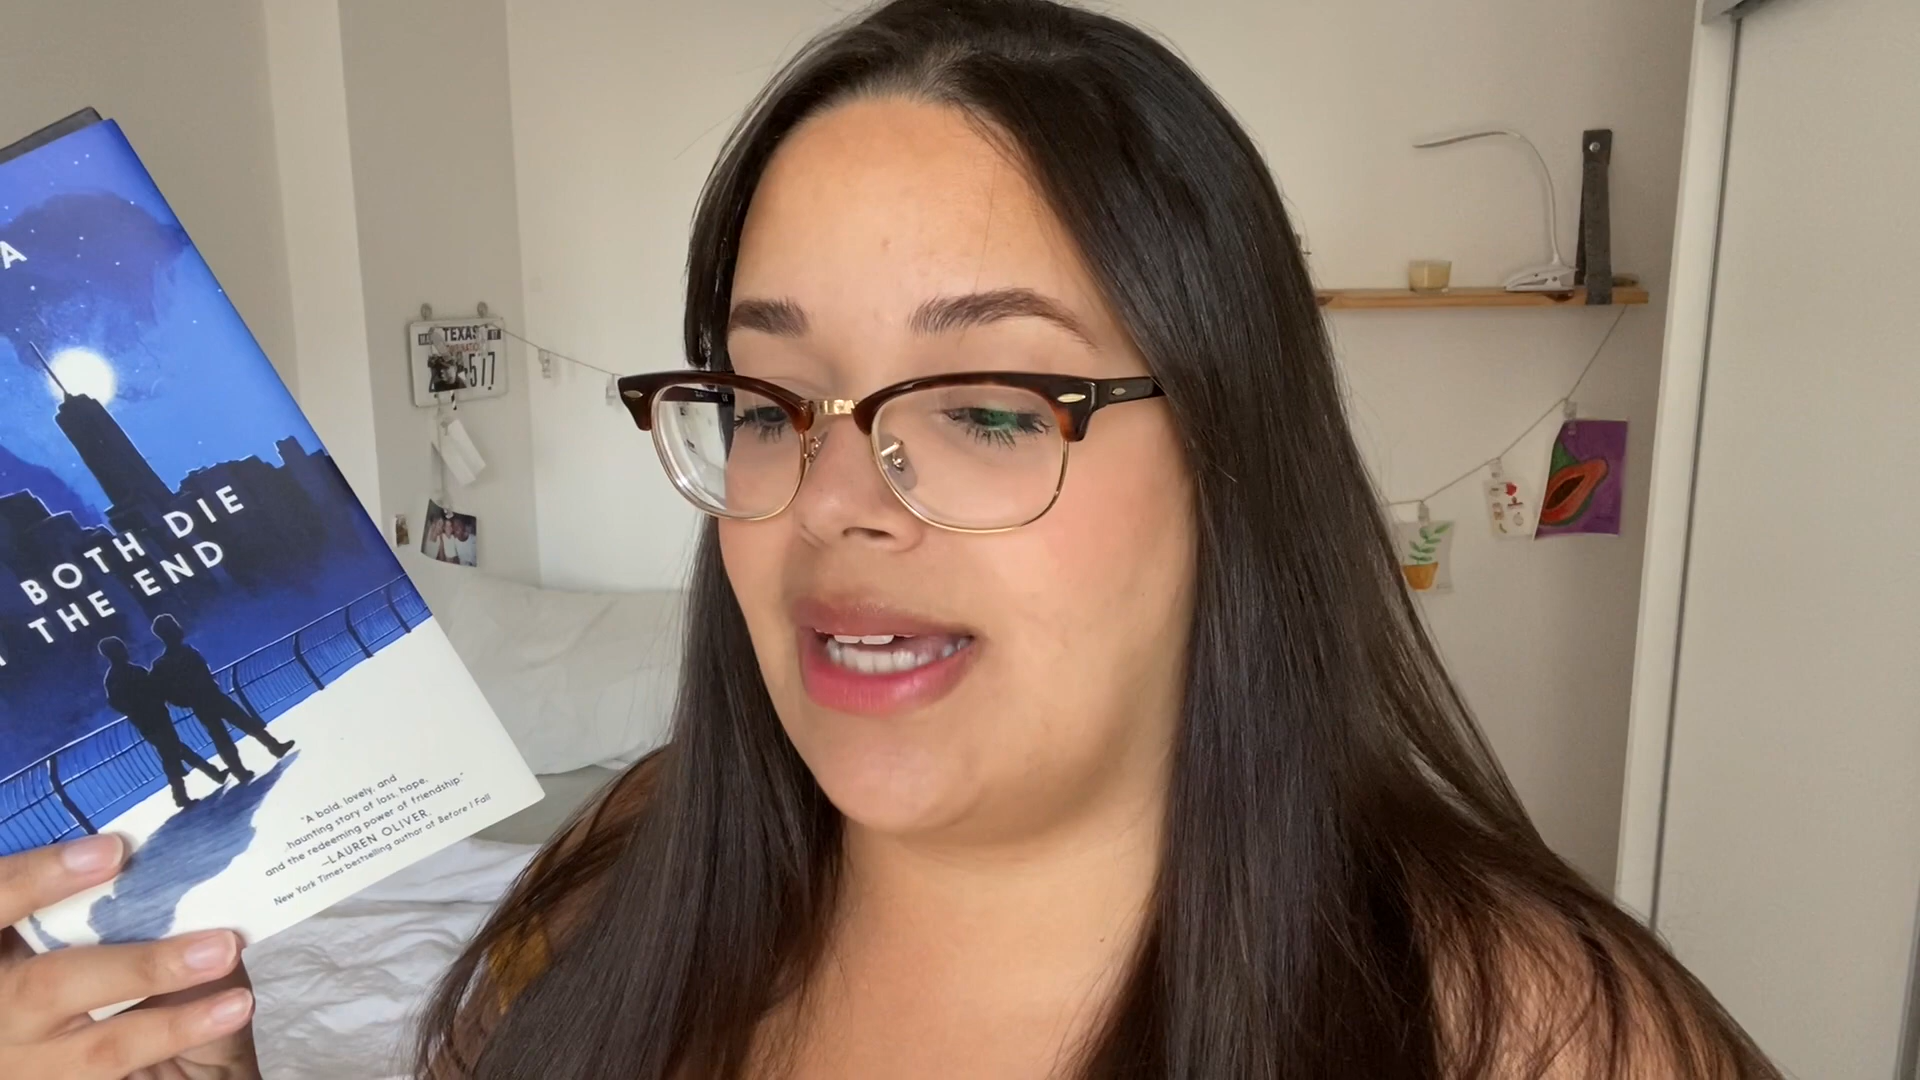 A
BOTH DIE
THE END
"A bold, lovely, and
haunting story of loss, hope,
and the redeeming power of friendship."
—LAUREN OLIVER,
New York Times bestselling author of Before I Fall
TEXAS
577